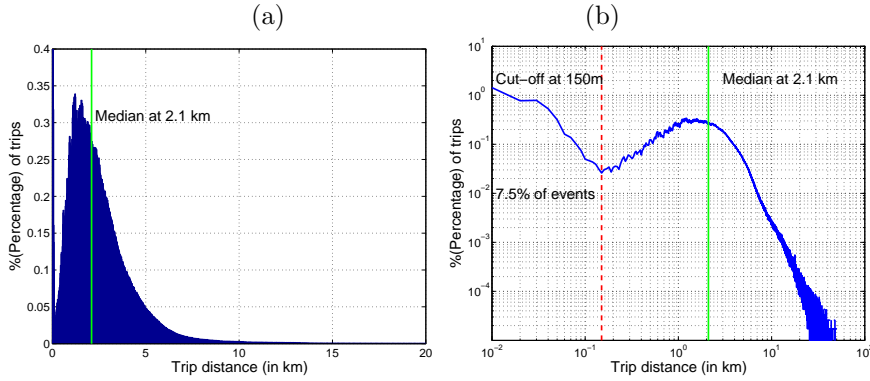 (a)
(b)
0.4
0.35
0.3
0.25
0.2
0.15
0.1
0.05
0
Median at 2.1 km
0 5 10 15 20
Trip distance (in km)
%(Percentage) of trips
10^1
10^0
10^-1
10^-2
10^-3
10^-4
Cut-off at 150m
Median at 2.1 km
7.5% of events
10^-2 10^-1 10^0 10^1
Trip distance (in km)
%(Percentage) of trips